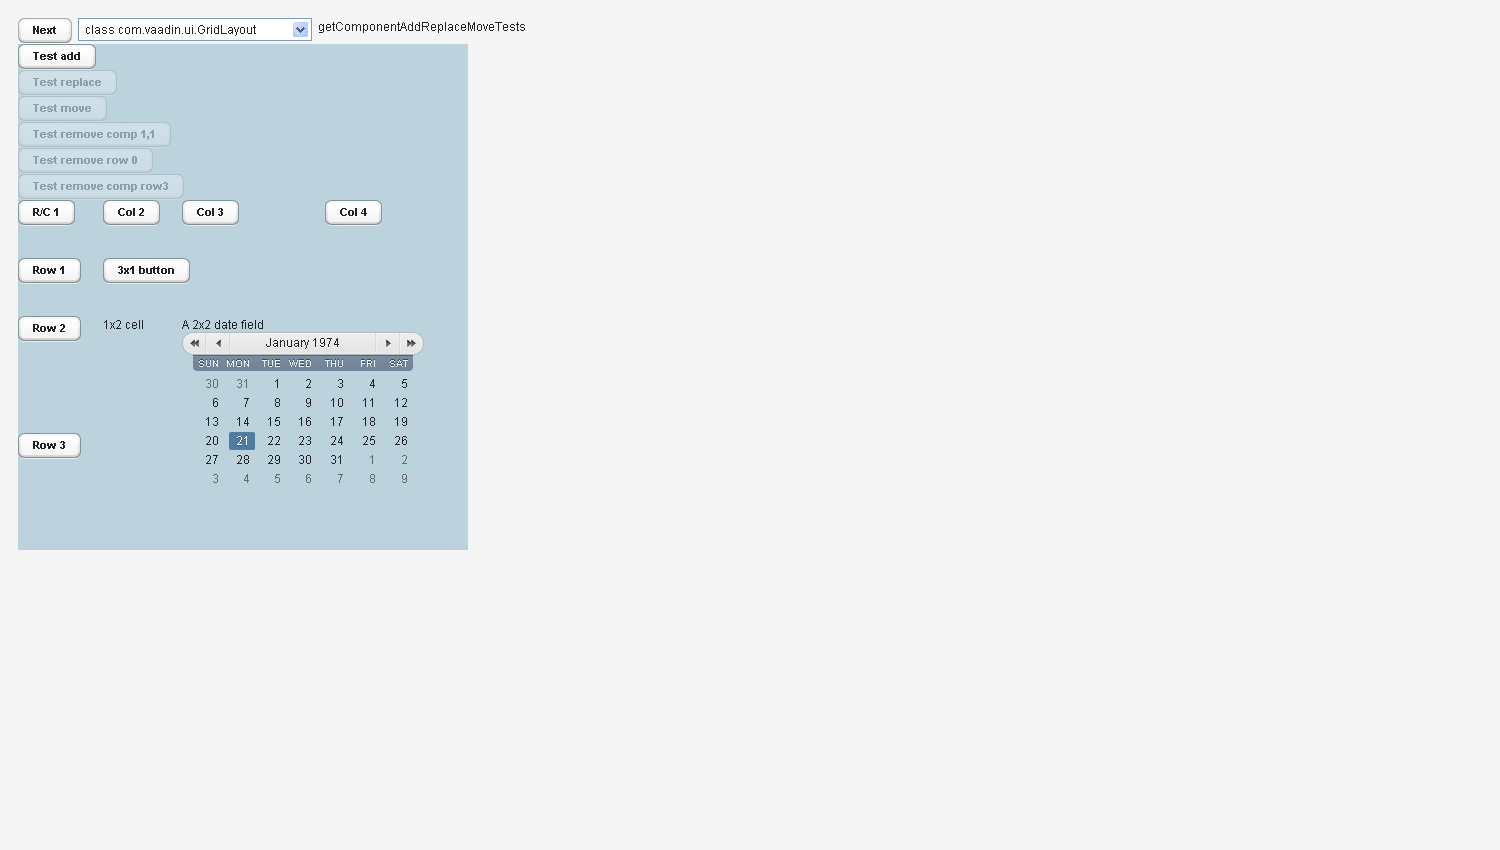 Next class com.vaadin.ui.GridLayout getComponentAddReplaceMoveTests
Test add
Test replace
Test move
Test remove comp 1,1
Test remove row 0
Test remove comp row3
R/C 1 Col 2 Col 3 Col 4
Row 1 3x1 button
Row 2 1x2 cell A 2x2 date field
January 1974
SUN MON TUE WED THU FRI SAT
30 31 1 2 3 4 5
6 7 8 9 10 11 12
13 14 15 16 17 18 19
Row 3 20 21 22 23 24 25 26
27 28 29 30 31 1 2
3 4 5 6 7 8 9